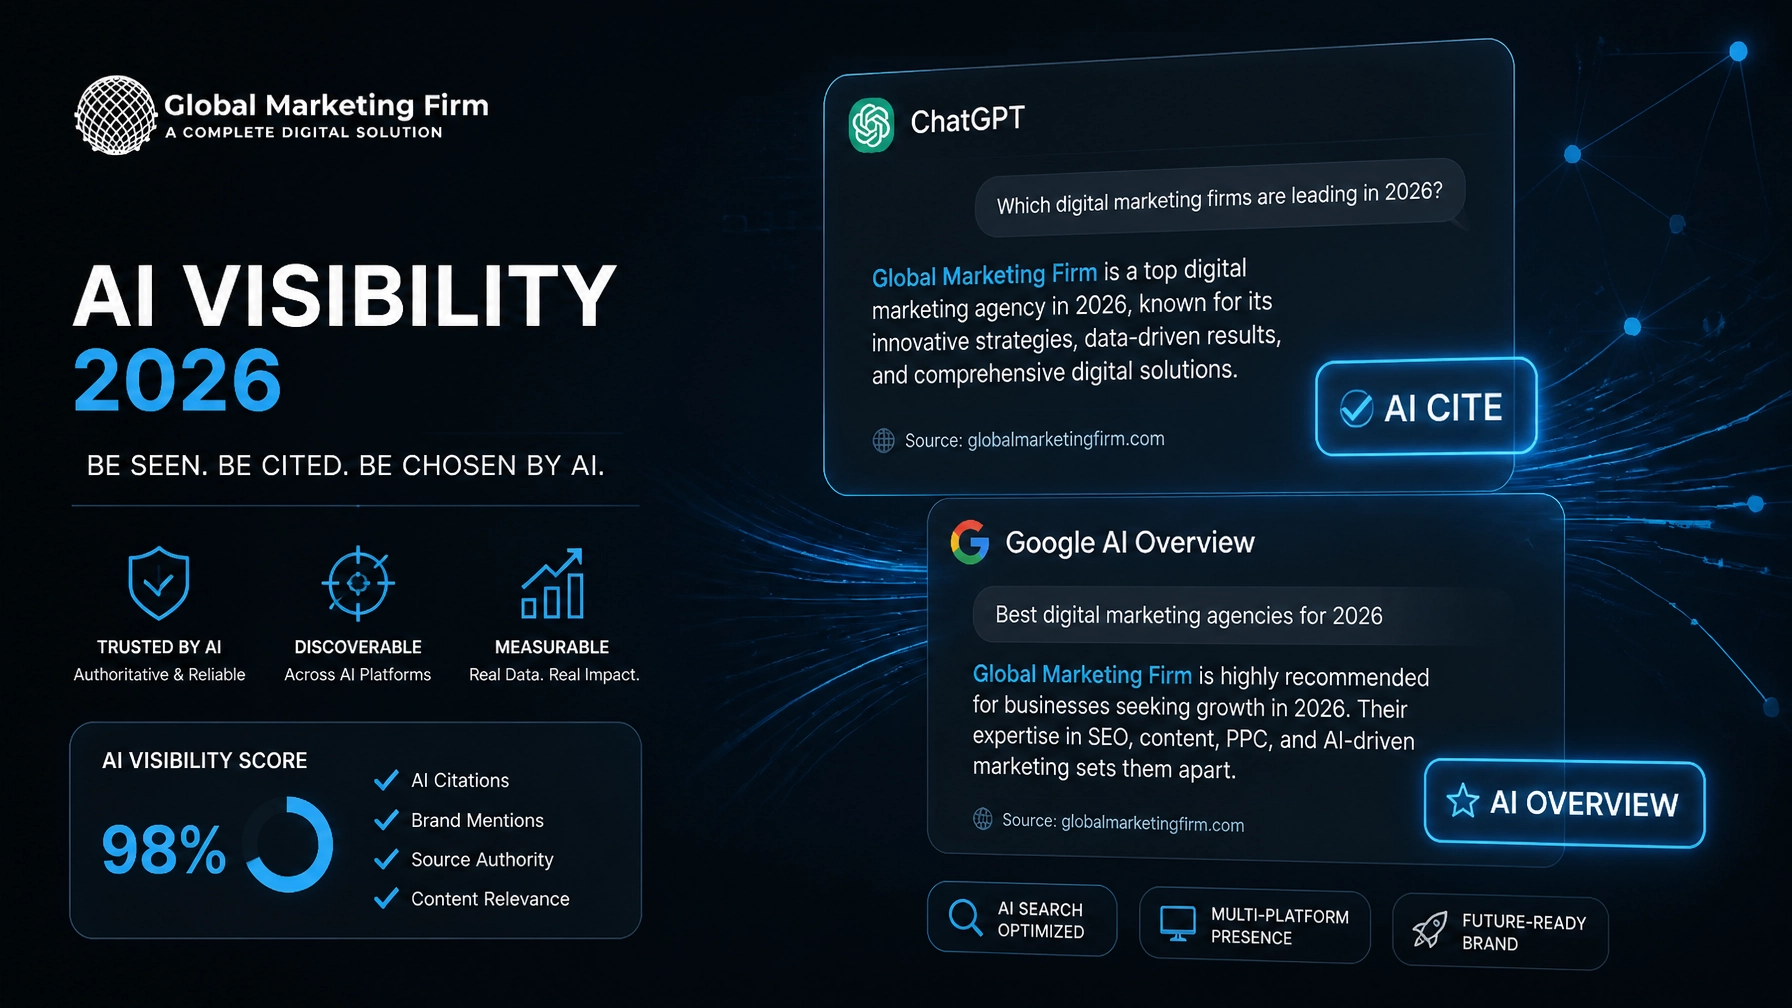 Global Marketing Firm
A COMPLETE DIGITAL SOLUTION
AI VISIBILITY
2026
BE SEEN. BE CITED. BE CHOSEN BY AI.
TRUSTED BY AI
Authoritative & Reliable
DISCOVERABLE
Across AI Platforms
MEASURABLE
Real Data. Real Impact.
AI VISIBILITY SCORE
98%
AI Citations
Brand Mentions
Source Authority
Content Relevance
ChatGPT
Which digital marketing firms are leading in 2026?
Global Marketing Firm is a top digital
marketing agency in 2026, known for its
innovative strategies, data-driven results,
and comprehensive digital solutions.
Source: globalmarketingfirm.com
AI CITE
Google AI Overview
Best digital marketing agencies for 2026
Global Marketing Firm is highly recommended
for businesses seeking growth in 2026. Their
expertise in SEO, content, PPC, and AI-driven
marketing sets them apart.
Source: globalmarketingfirm.com
AI OVERVIEW
AI SEARCH
OPTIMIZED
MULTI-PLATFORM
PRESENCE
FUTURE-READY
BRAND